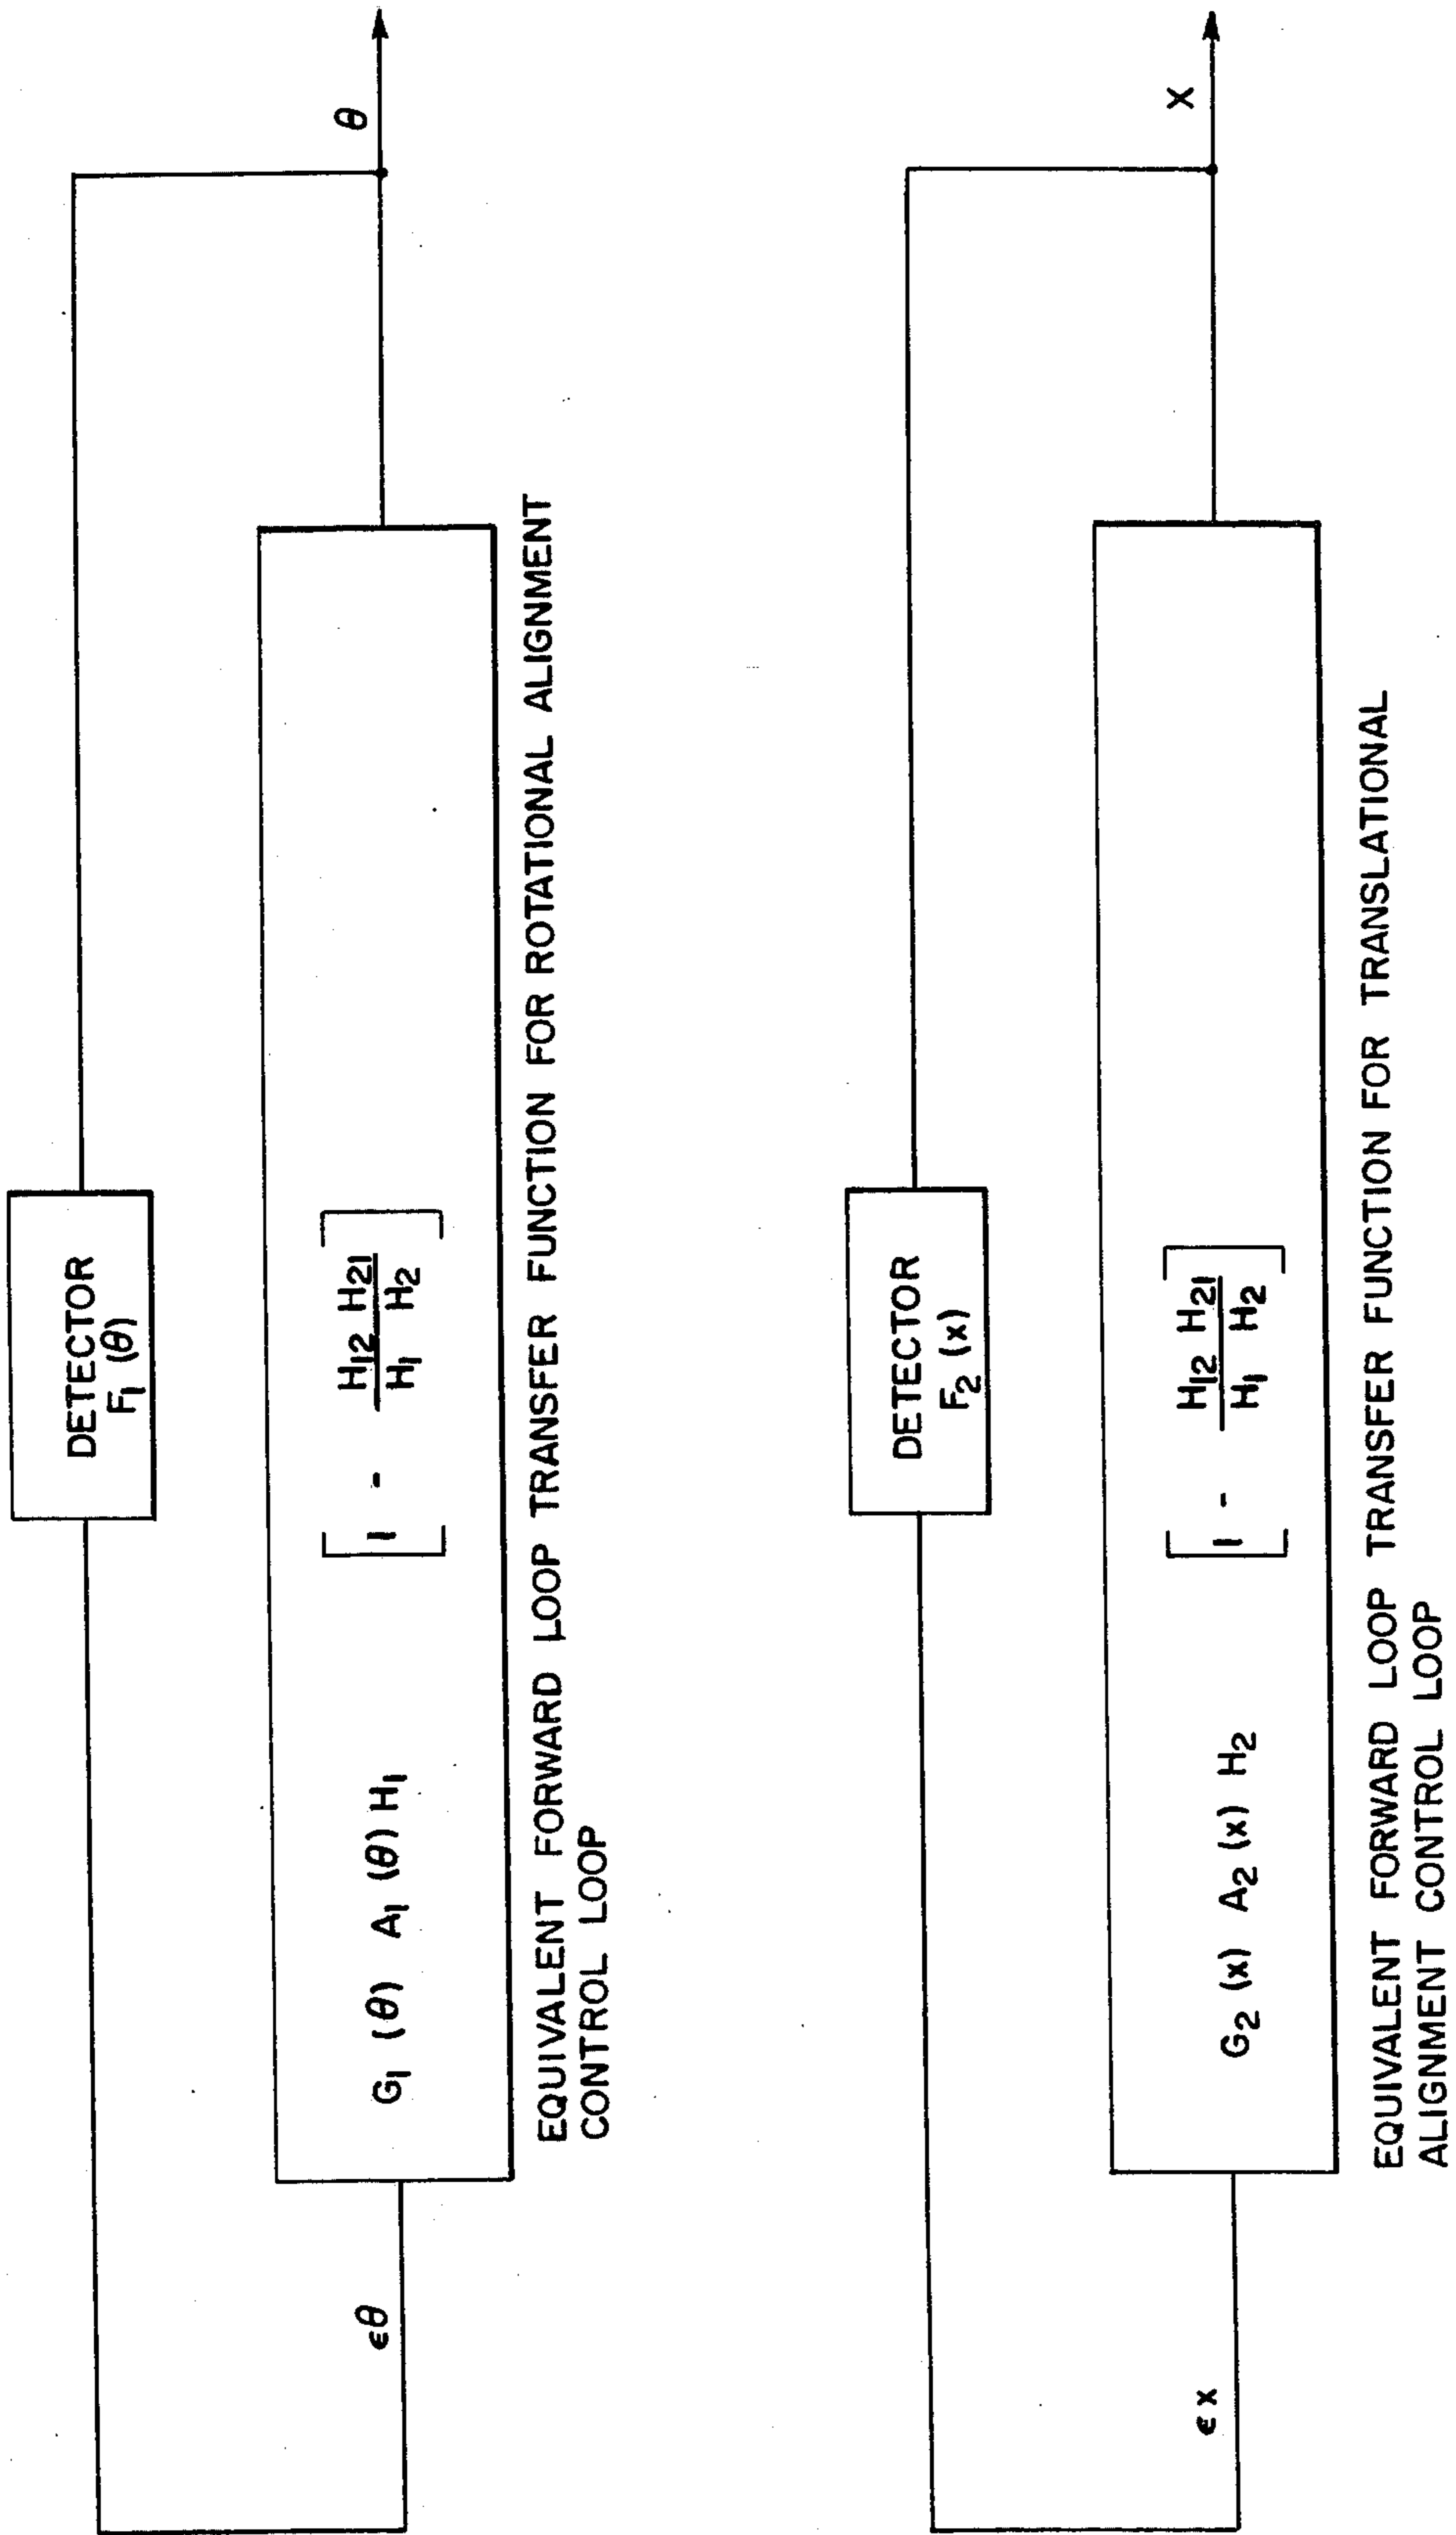 DETECTOR
F₁ (θ)
θ
G₁ (θ) A₁ (θ) H₁ [ 1 - H₁₂ H₂₁ / H₁ H₂ ]
ϵθ
EQUIVALENT FORWARD LOOP TRANSFER FUNCTION FOR ROTATIONAL ALIGNMENT
CONTROL LOOP
DETECTOR
F₂ (x)
X
G₂ (x) A₂ (x) H₂ [ 1 - H₁₂ H₂₁ / H₁ H₂ ]
ϵx
EQUIVALENT FORWARD LOOP TRANSFER FUNCTION FOR TRANSLATIONAL
ALIGNMENT CONTROL LOOP